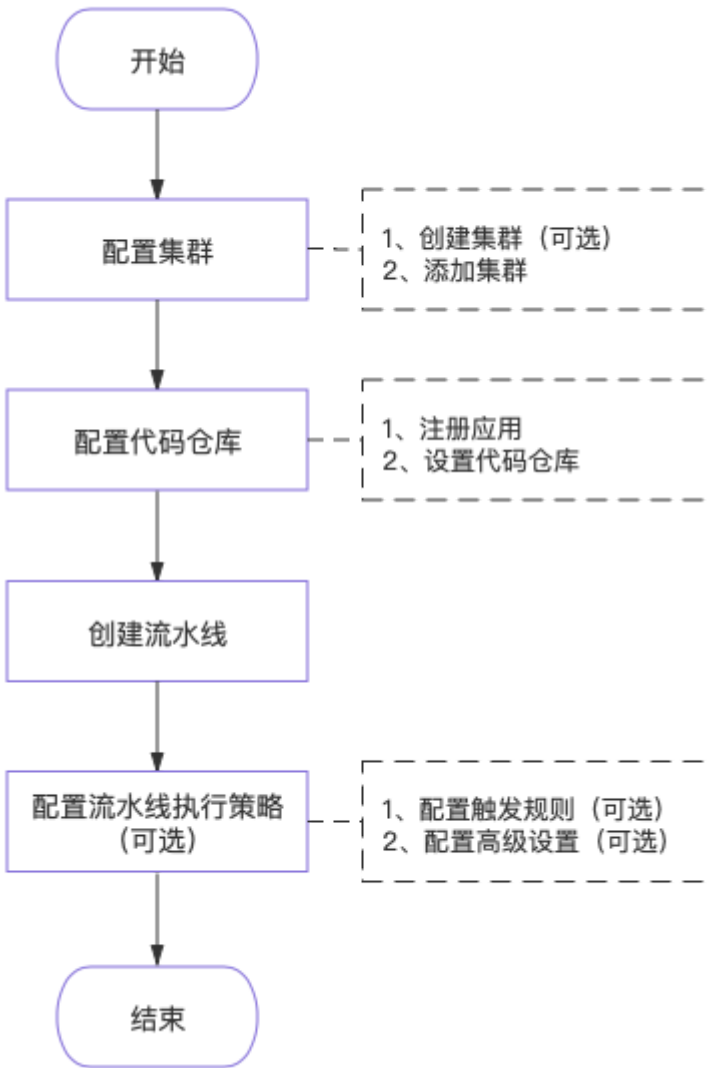 开始
配置集群
1、创建集群（可选）
2、添加集群
配置代码仓库
1、注册应用
2、设置代码仓库
创建流水线
配置流水线执行策略
（可选）
1、配置触发规则（可选）
2、配置高级设置（可选）
结束